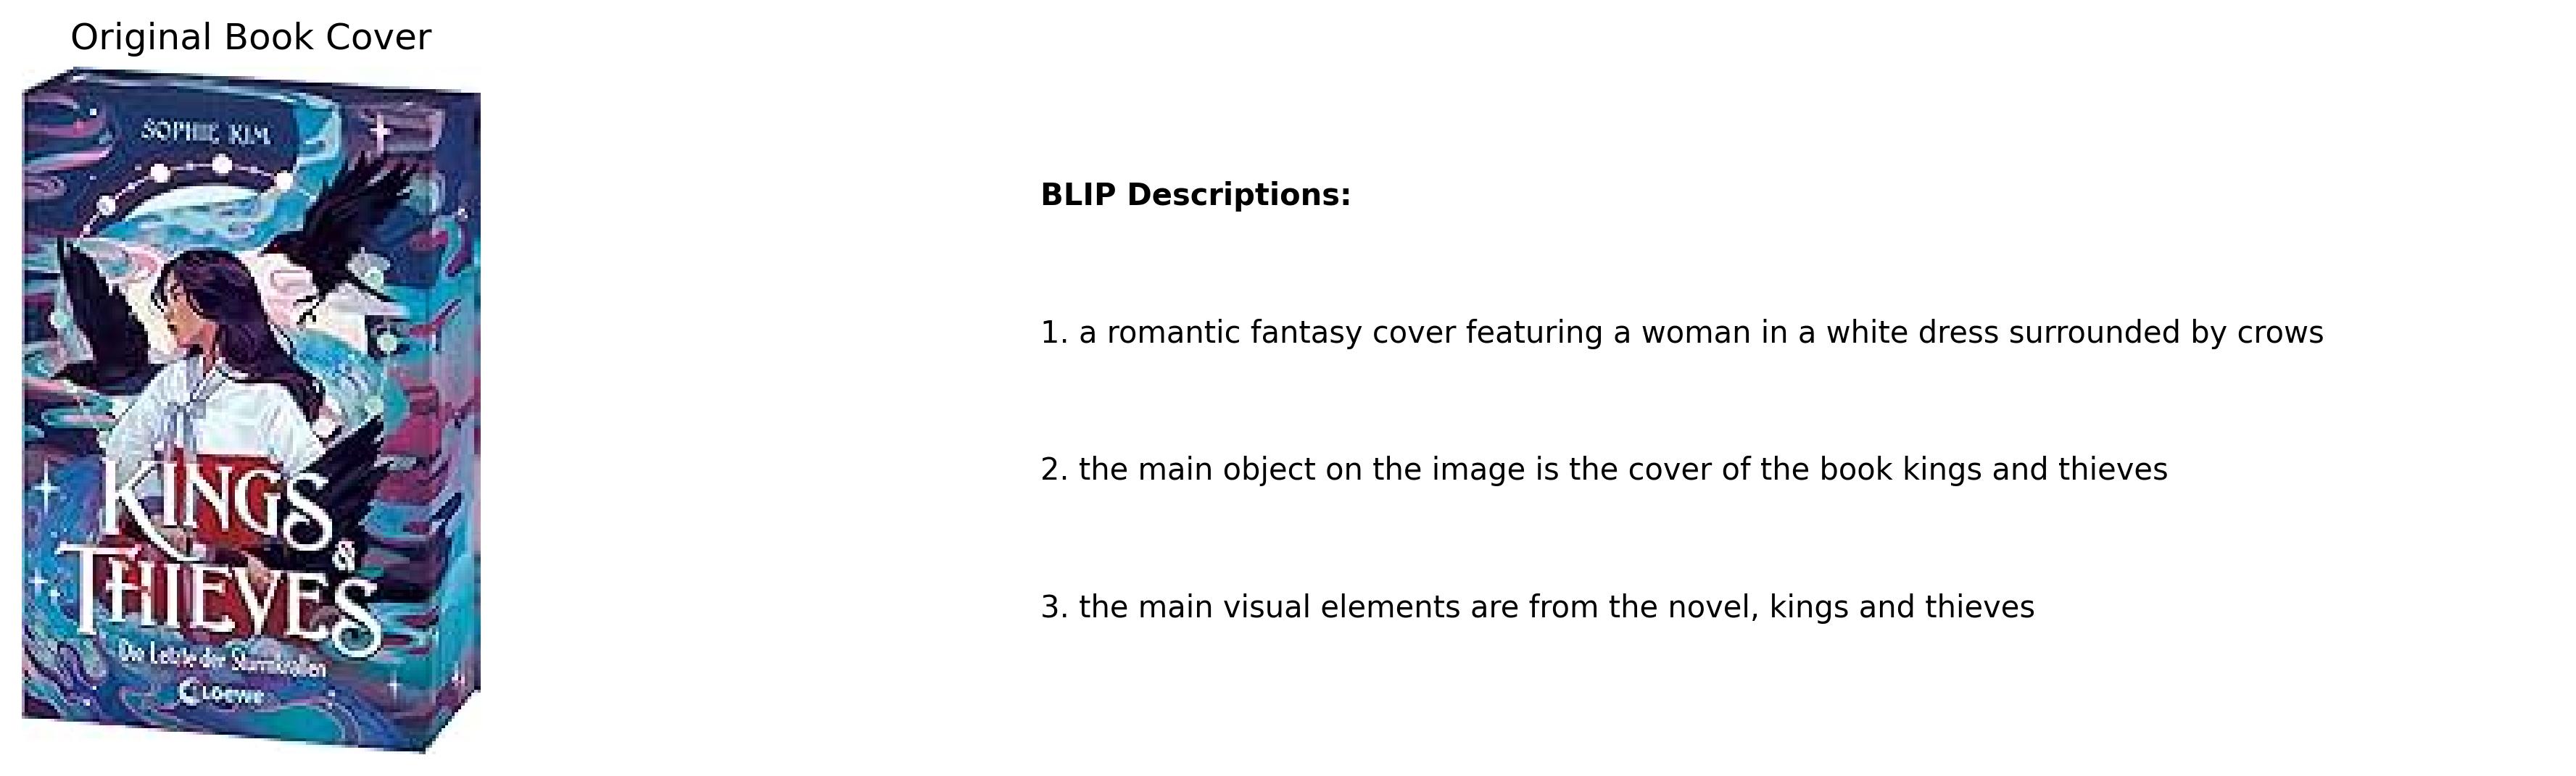 Original Book Cover
SOPHIE KIM
KINGS
&
THIEVES
Die Letzte der Sturmkrallen
Loewe
BLIP Descriptions:
1. a romantic fantasy cover featuring a woman in a white dress surrounded by crows
2. the main object on the image is the cover of the book kings and thieves
3. the main visual elements are from the novel, kings and thieves